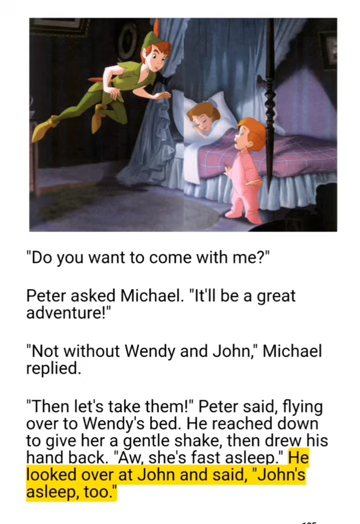 "Do you want to come with me?"
Peter asked Michael. "It'll be a great
adventure!"
"Not without Wendy and John," Michael
replied.
"Then let's take them!" Peter said, flying
over to Wendy's bed. He reached down
to give her a gentle shake, then drew his
hand back. "Aw, she's fast asleep." He
looked over at John and said, "John's
asleep, too."